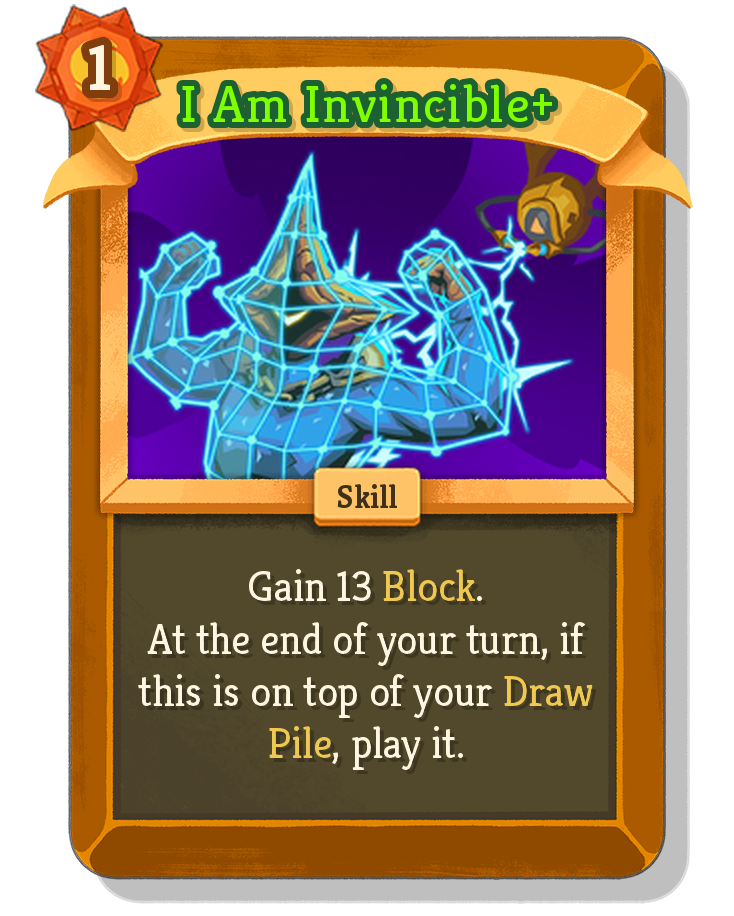 1
I Am Invincible+
Skill
Gain 13 Block.
At the end of your turn, if
this is on top of your Draw
Pile, play it.